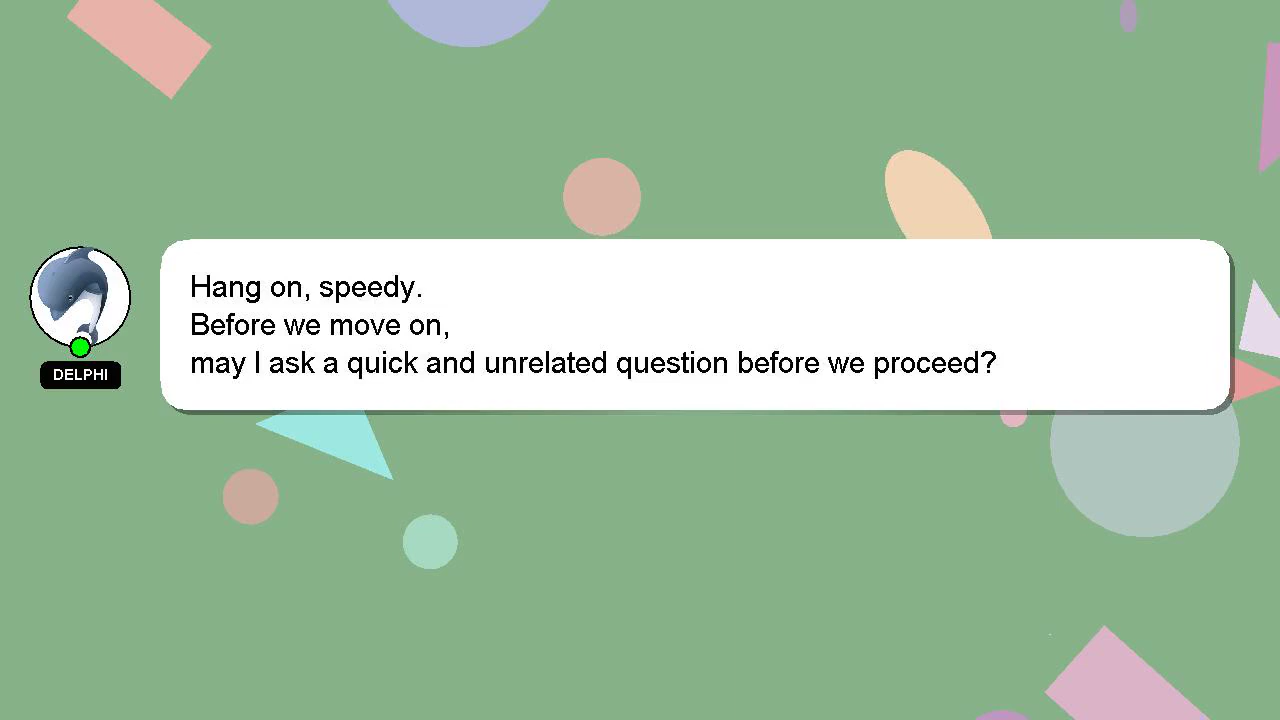 Hang on, speedy.
Before we move on,
may I ask a quick and unrelated question before we proceed?
DELPHI